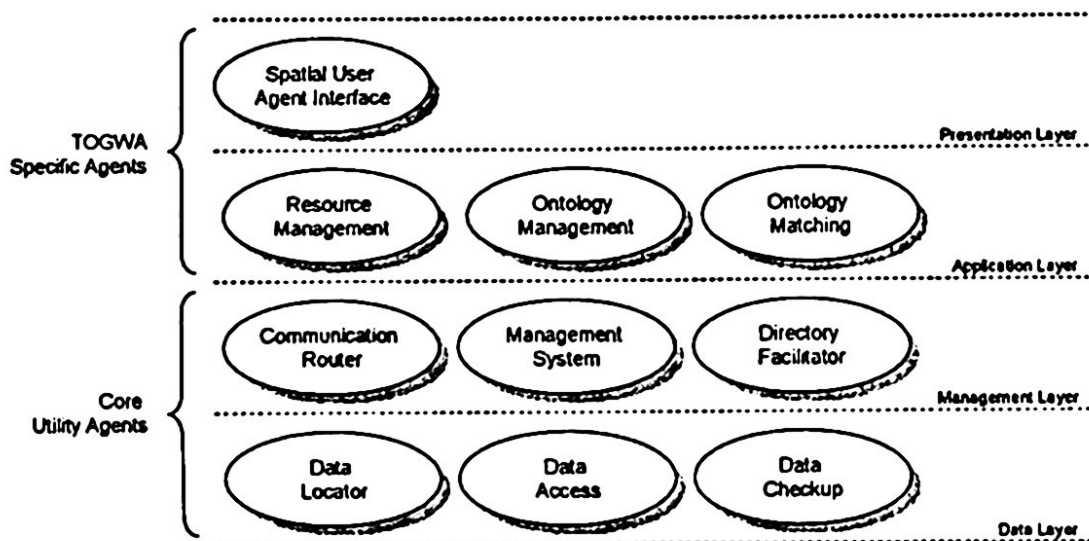 Spatial User
Agent Interface
Presentation Layer
TOGWA
Specific Agents
Resource
Management
Ontology
Management
Ontology
Matching
Application Layer
Communication
Router
Management
System
Directory
Facilitator
Management Layer
Core
Utility Agents
Data
Locator
Data
Access
Data
Checkup
Data Layer